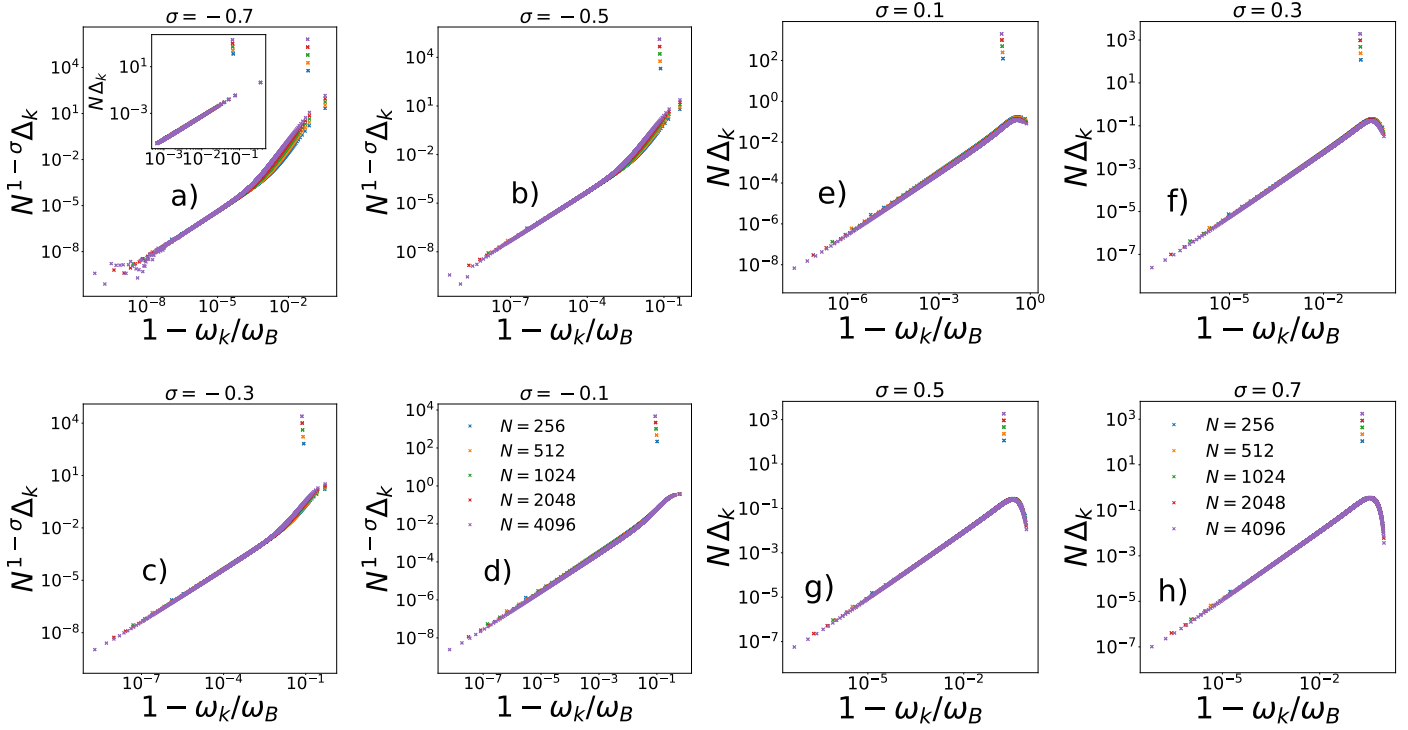 σ = −0.7
N^{1−σ}Δ_k
10^4
10^1
10^{−2}
10^{−5}
10^{−8}
NΔ_k
10^1
10^{−3}
10^{−3}
10^{−2}
10^{−1}
a)
10^{−8}
10^{−5}
10^{−2}
1 − ω_k/ω_B
σ = −0.5
N^{1−σ}Δ_k
10^4
10^1
10^{−2}
10^{−5}
10^{−8}
b)
10^{−7}
10^{−4}
10^{−1}
1 − ω_k/ω_B
σ = 0.1
NΔ_k
10^2
10^0
10^{−2}
10^{−4}
10^{−6}
10^{−8}
e)
10^{−6}
10^{−3}
10^0
1 − ω_k/ω_B
σ = 0.3
NΔ_k
10^3
10^1
10^{−1}
10^{−3}
10^{−5}
10^{−7}
f)
10^{−5}
10^{−2}
1 − ω_k/ω_B
σ = −0.3
N^{1−σ}Δ_k
10^4
10^1
10^{−2}
10^{−5}
10^{−8}
c)
10^{−7}
10^{−4}
10^{−1}
1 − ω_k/ω_B
σ = −0.1
N^{1−σ}Δ_k
10^4
10^2
10^0
10^{−2}
10^{−4}
10^{−6}
10^{−8}
N = 256
N = 512
N = 1024
N = 2048
N = 4096
d)
10^{−7}
10^{−5}
10^{−3}
10^{−1}
1 − ω_k/ω_B
σ = 0.5
NΔ_k
10^3
10^1
10^{−1}
10^{−3}
10^{−5}
10^{−7}
g)
10^{−5}
10^{−2}
1 − ω_k/ω_B
σ = 0.7
NΔ_k
10^3
10^1
10^{−1}
10^{−3}
10^{−5}
10^{−7}
N = 256
N = 512
N = 1024
N = 2048
N = 4096
h)
10^{−5}
10^{−2}
1 − ω_k/ω_B